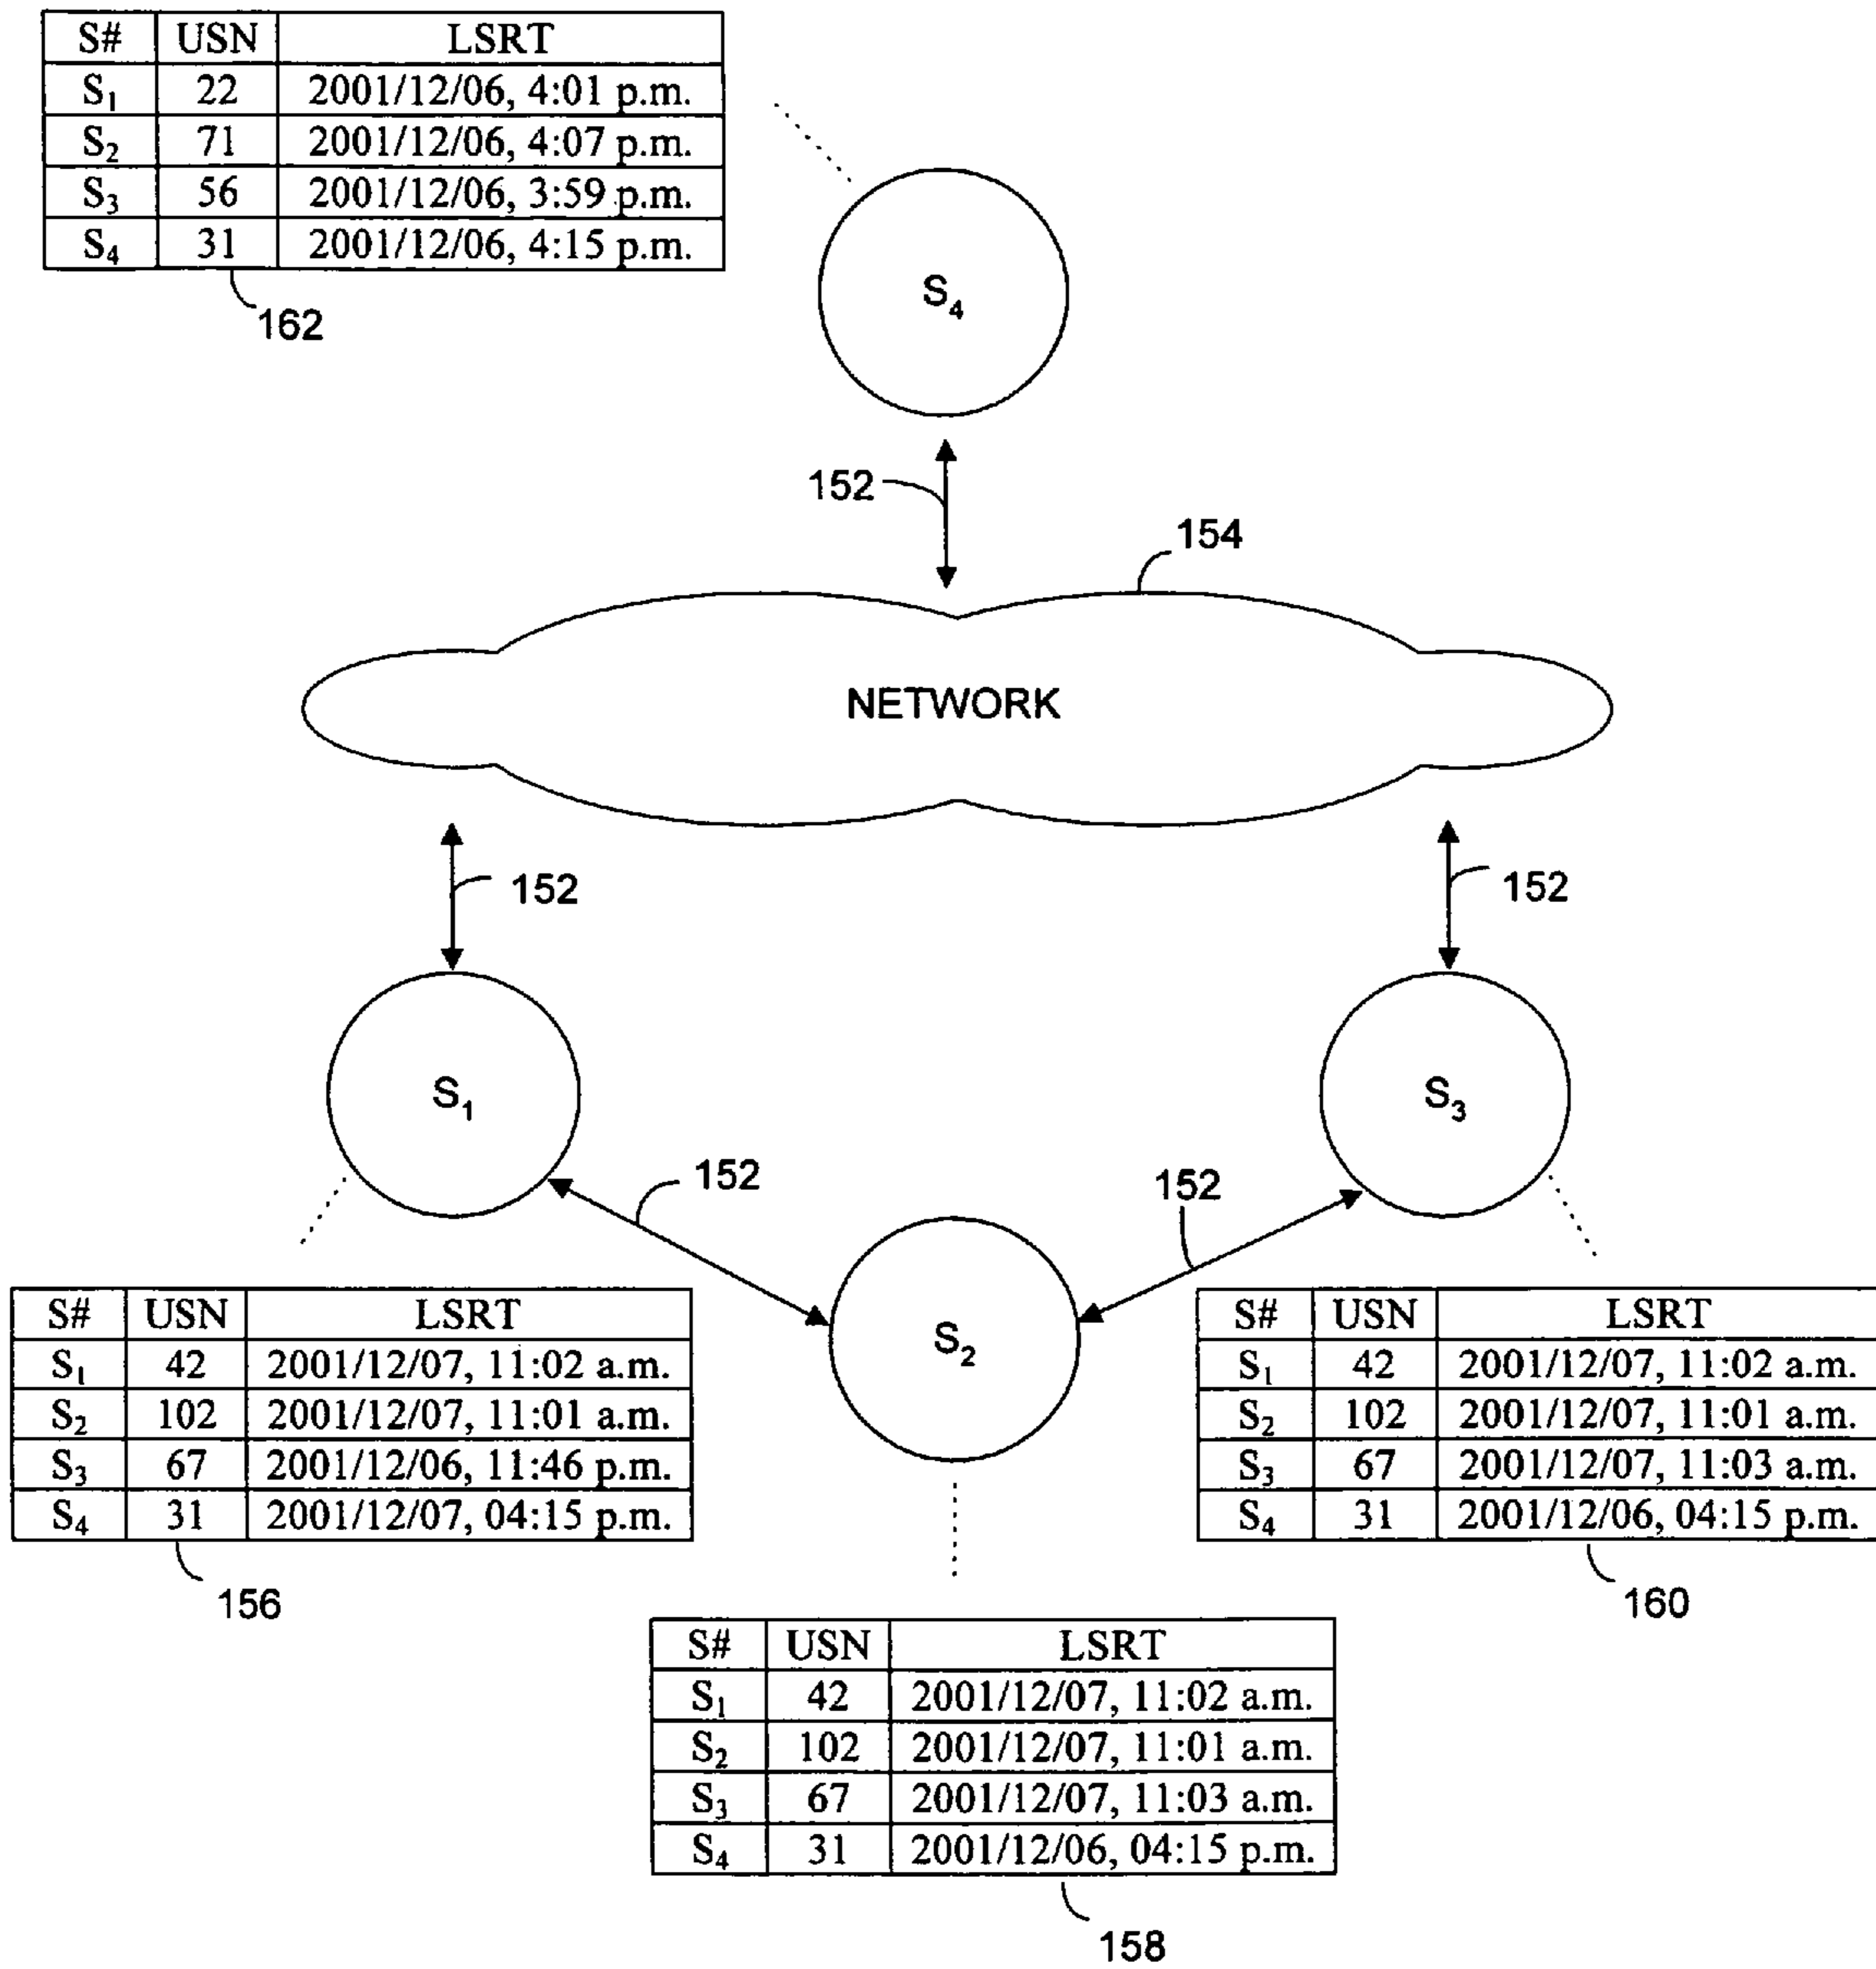 S# USN LSRT
S1 22 2001/12/06, 4:01 p.m.
S2 71 2001/12/06, 4:07 p.m.
S3 56 2001/12/06, 3:59 p.m.
S4 31 2001/12/06, 4:15 p.m.
162
S4
152
154
NETWORK
152
152
S1
S3
152
152
S2
S# USN LSRT
S1 42 2001/12/07, 11:02 a.m.
S2 102 2001/12/07, 11:01 a.m.
S3 67 2001/12/06, 11:46 p.m.
S4 31 2001/12/07, 04:15 p.m.
156
S# USN LSRT
S1 42 2001/12/07, 11:02 a.m.
S2 102 2001/12/07, 11:01 a.m.
S3 67 2001/12/07, 11:03 a.m.
S4 31 2001/12/06, 04:15 p.m.
160
S# USN LSRT
S1 42 2001/12/07, 11:02 a.m.
S2 102 2001/12/07, 11:01 a.m.
S3 67 2001/12/07, 11:03 a.m.
S4 31 2001/12/06, 04:15 p.m.
158